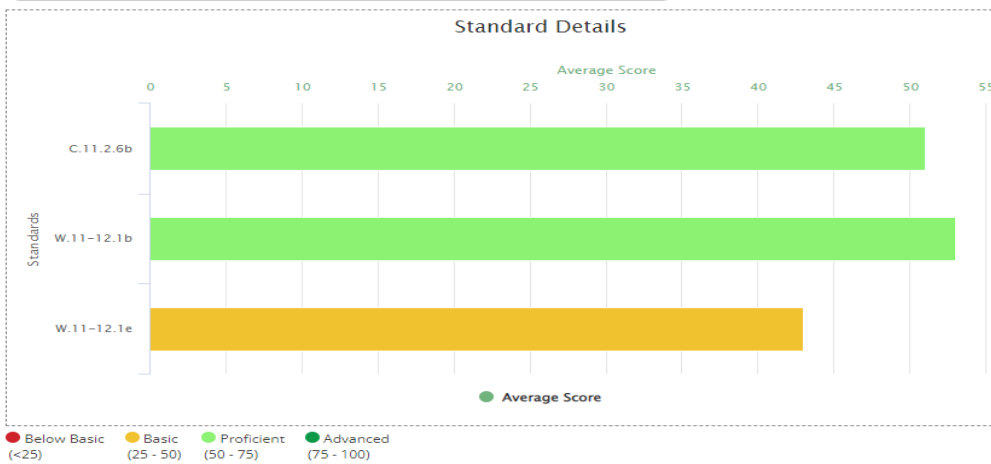 Standard Details
Average Score
0 5 10 15 20 25 30 35 40 45 50 55
Standards
C.11.2.6b
W.11-12.1b
W.11-12.1e
Average Score
Below Basic Basic Proficient Advanced
(<25) (25 - 50) (50 - 75) (75 - 100)